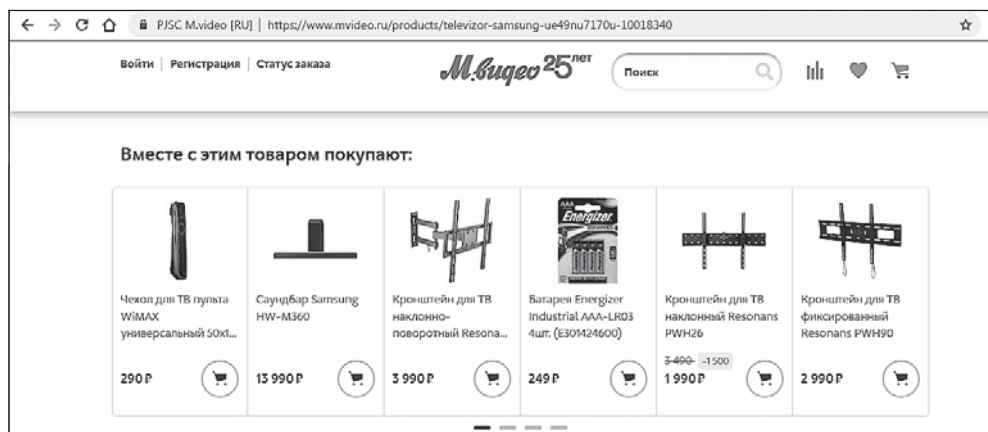 PJSC M.video [RU] | https://www.mvideo.ru/products/televizor-samsung-ue49nu7170u-10018340
Войти | Регистрация | Статус заказа
М.видео 25 лет
Поиск
Вместе с этим товаром покупают:
Чехол для ТВ пульта
WiMAX
универсальный 50x1...
290 ₽
Саундбар Samsung
HW-M360
13 990 ₽
Кронштейн для ТВ
наклонно-
поворотный Resona...
3 990 ₽
AAA
Energizer
Батарея Energizer
Industrial AAA-LR03
4шт. (E301424600)
249 ₽
Кронштейн для ТВ
наклонный Resonans
PWH26
3 490 -1500
1 990 ₽
Кронштейн для ТВ
фиксированный
Resonans PWH90
2 990 ₽